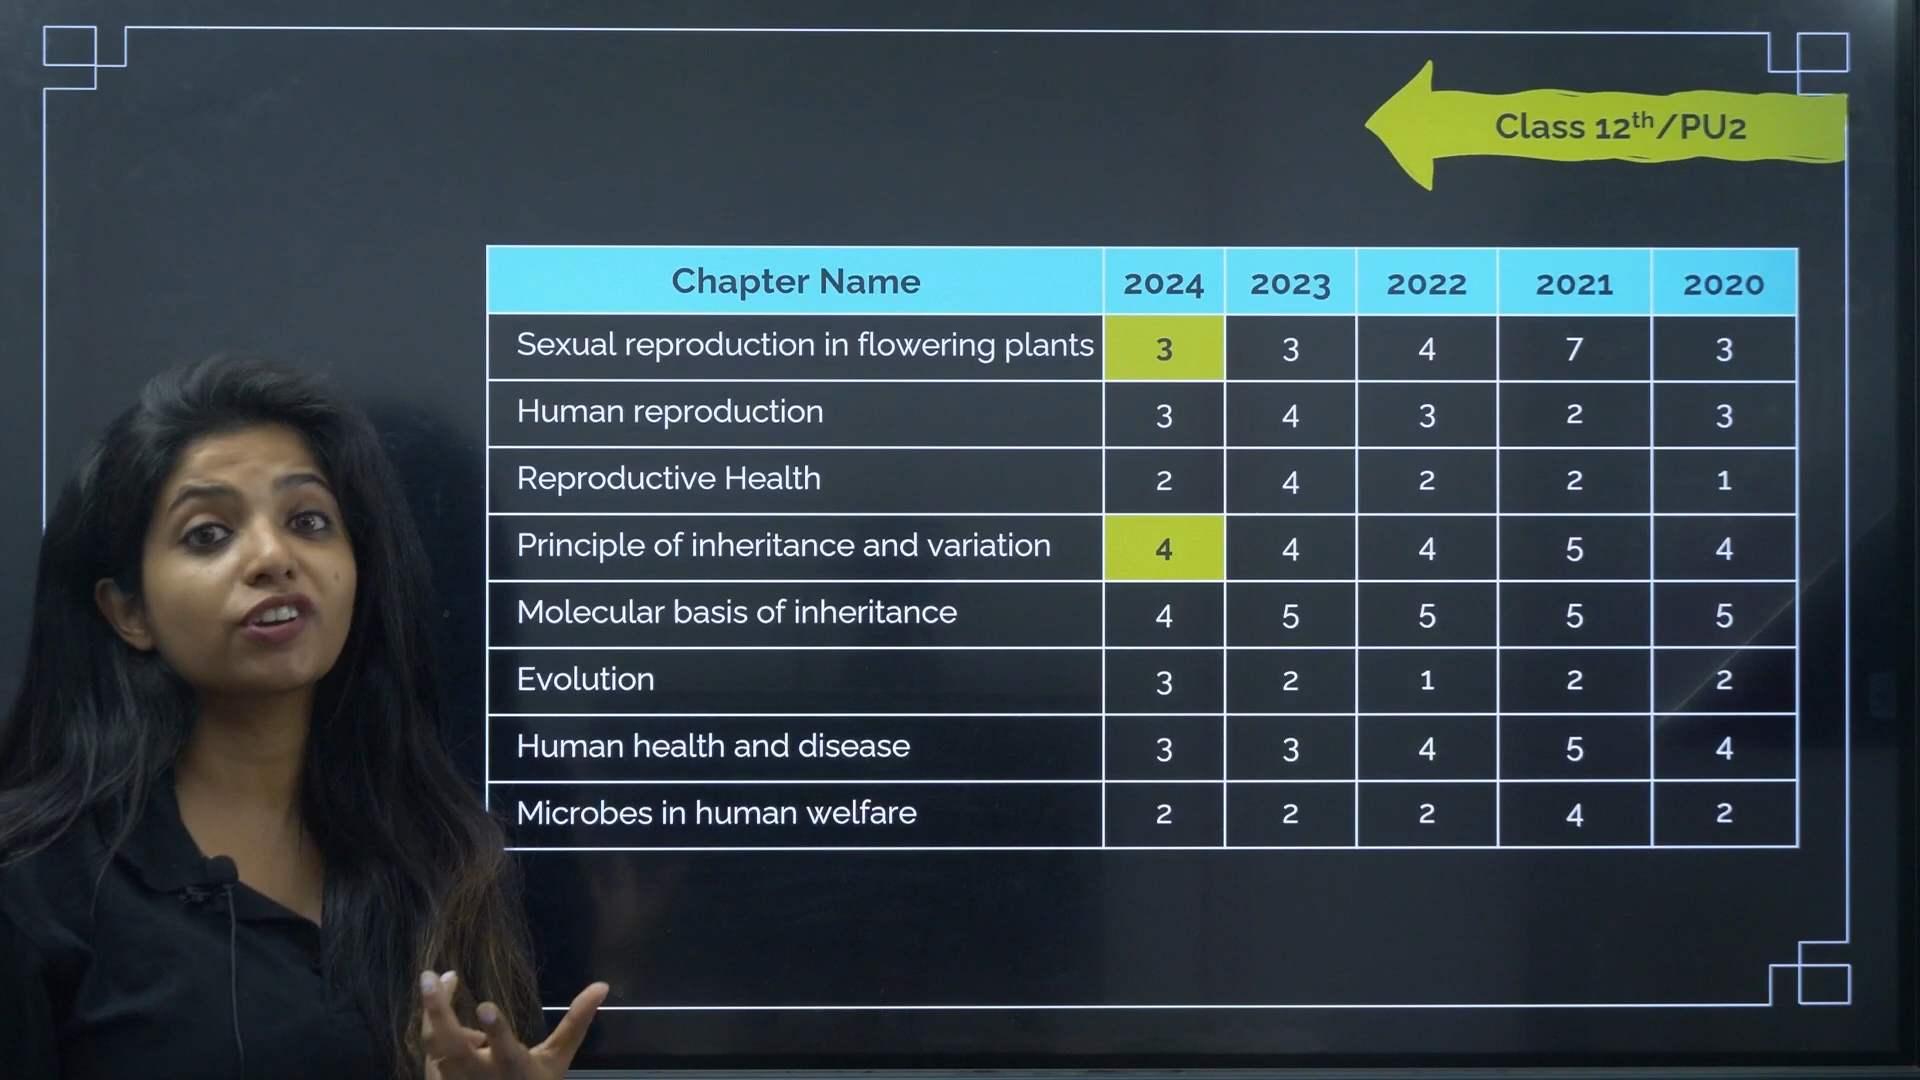 Class 12th/PU2
Chapter Name 2024 2023 2022 2021 2020
Sexual reproduction in flowering plants 3 3 4 7 3
Human reproduction 3 4 3 2 3
Reproductive Health 2 4 2 2 1
Principle of inheritance and variation 4 4 4 5 4
Molecular basis of inheritance 4 5 5 5 5
Evolution 3 2 1 2 2
Human health and disease 3 3 4 5 4
Microbes in human welfare 2 2 2 4 2